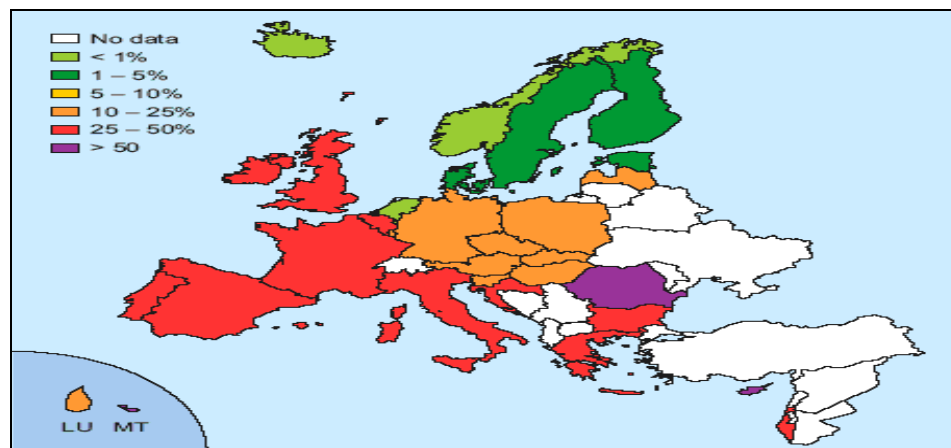 No data
< 1%
1 – 5%
5 – 10%
10 – 25%
25 – 50%
> 50
LU MT